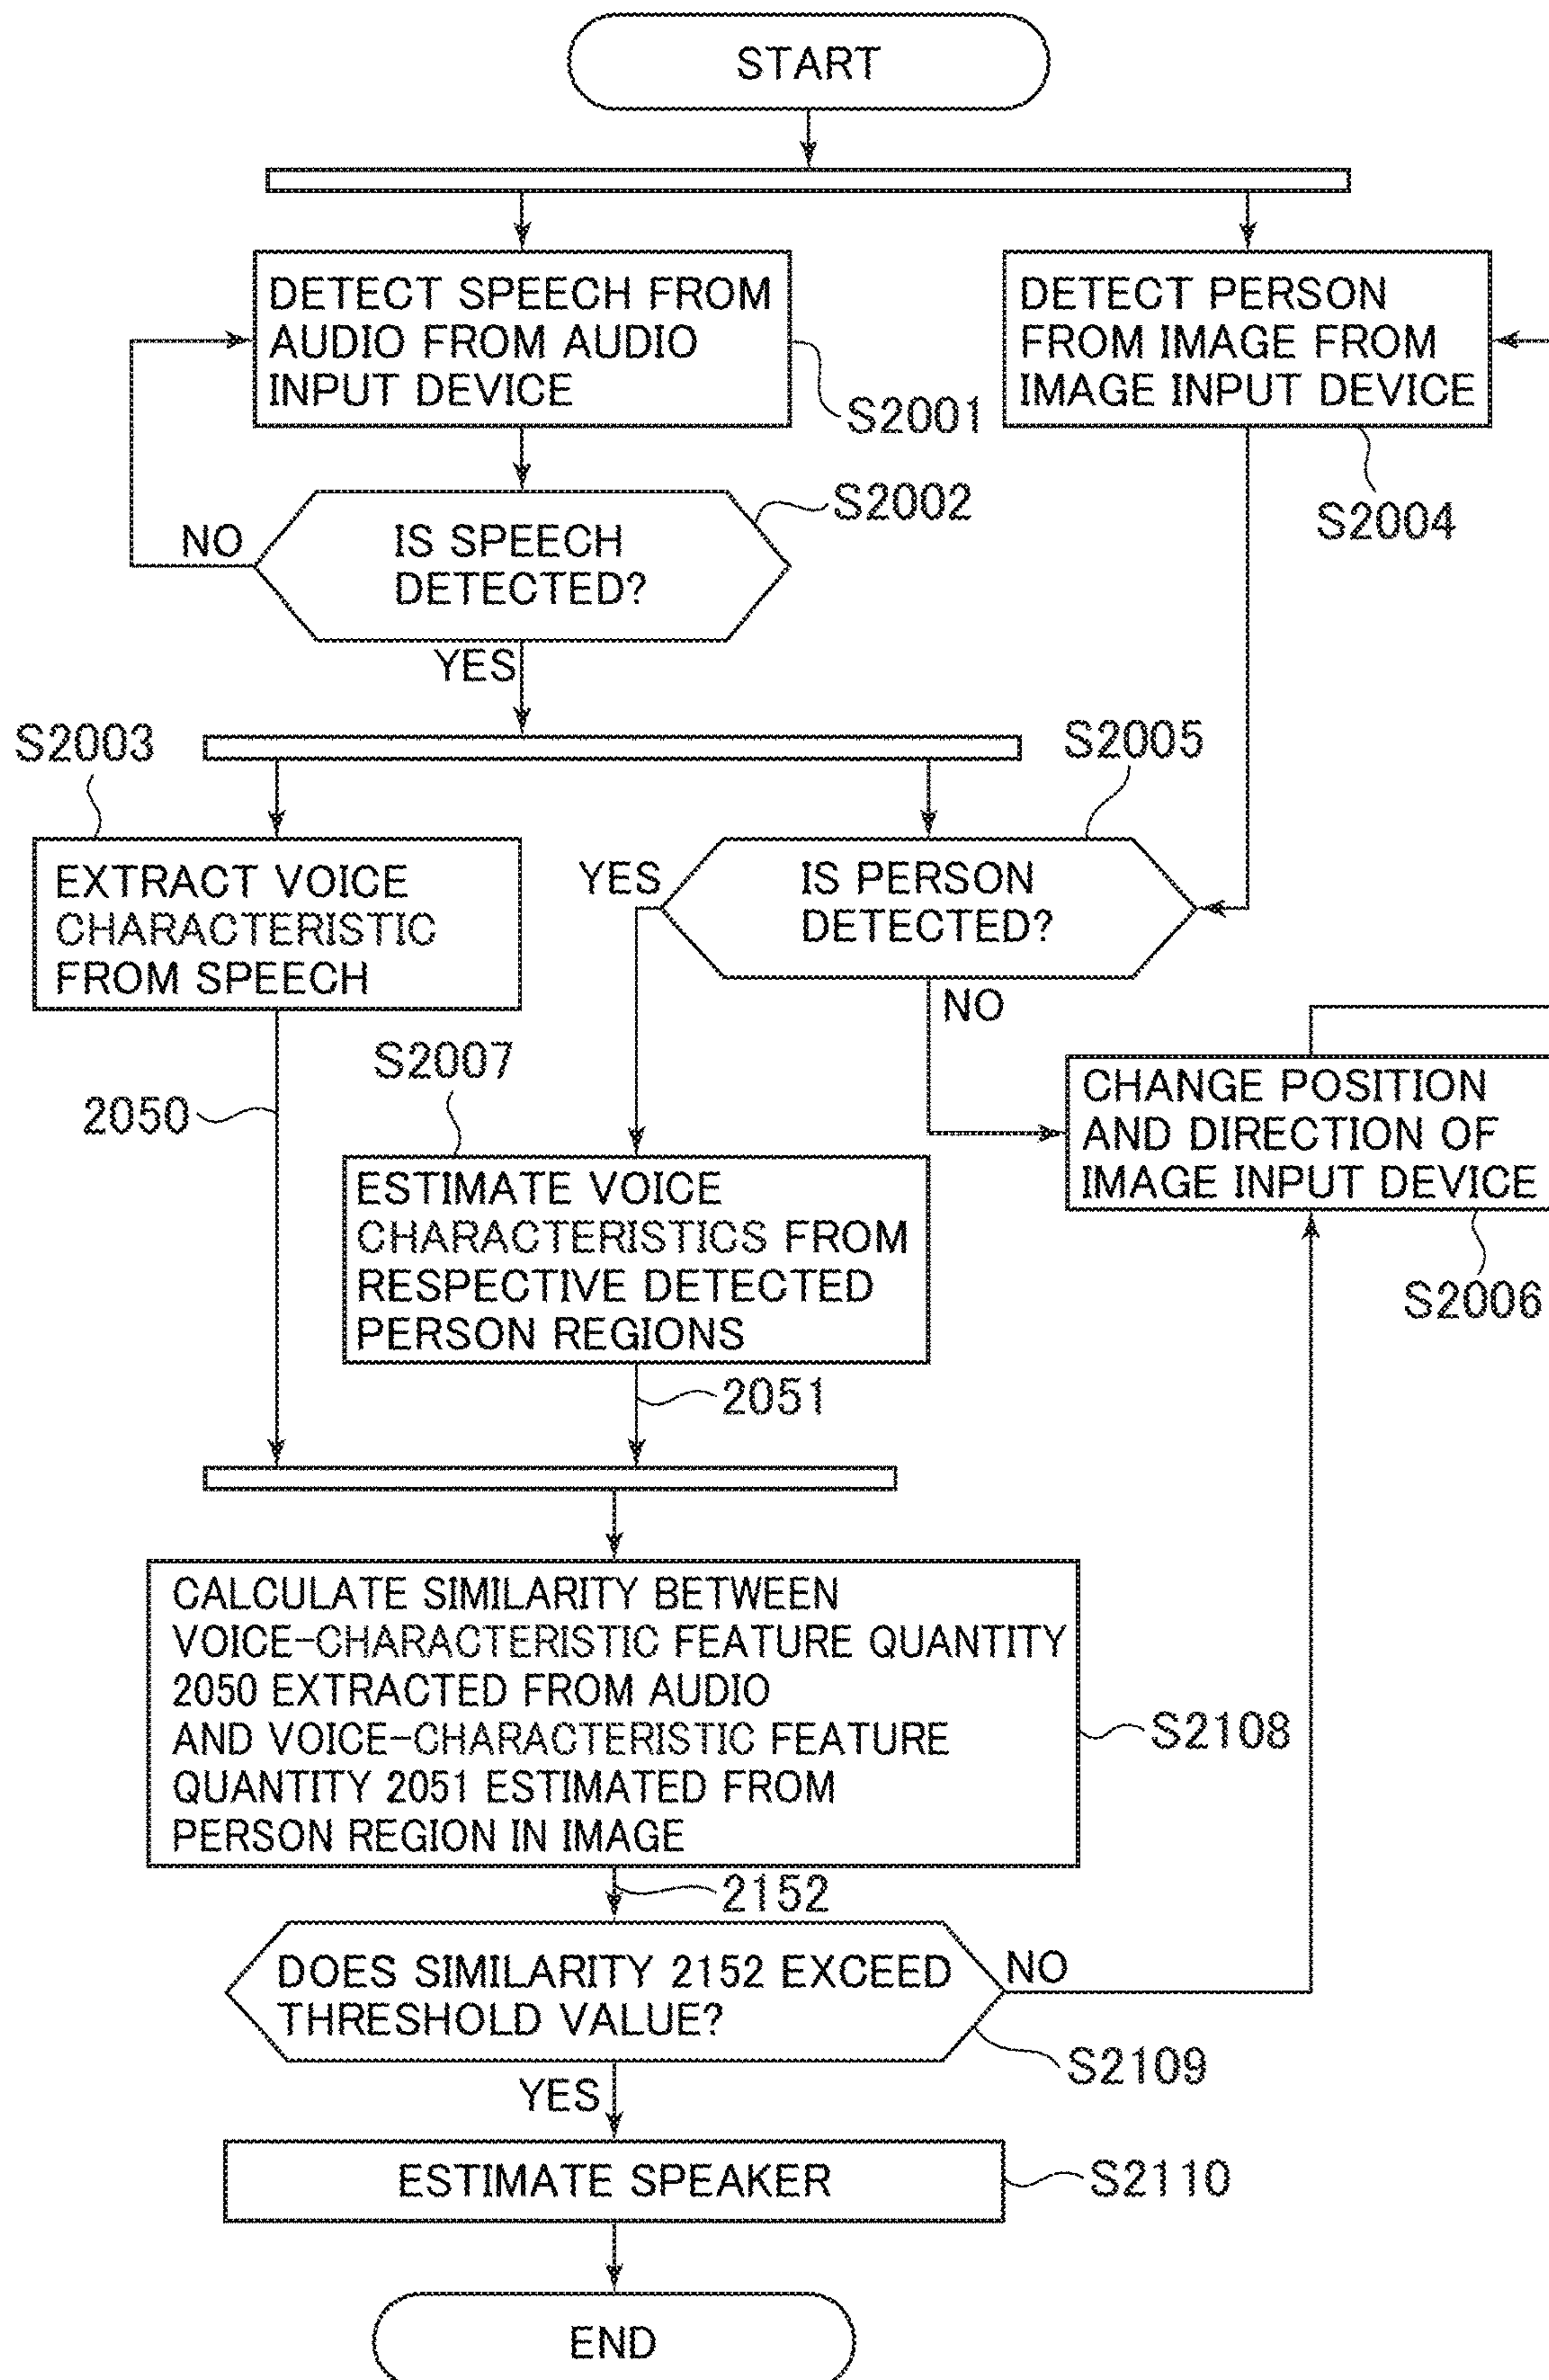 START
DETECT SPEECH FROM
AUDIO FROM AUDIO
INPUT DEVICE
S2001
DETECT PERSON
FROM IMAGE FROM
IMAGE INPUT DEVICE
S2004
S2002
IS SPEECH
DETECTED?
NO
YES
S2003
S2005
EXTRACT VOICE
CHARACTERISTIC
FROM SPEECH
YES
IS PERSON
DETECTED?
NO
S2007
2050
CHANGE POSITION
AND DIRECTION OF
IMAGE INPUT DEVICE
S2006
ESTIMATE VOICE
CHARACTERISTICS FROM
RESPECTIVE DETECTED
PERSON REGIONS
2051
CALCULATE SIMILARITY BETWEEN
VOICE-CHARACTERISTIC FEATURE QUANTITY
2050 EXTRACTED FROM AUDIO
AND VOICE-CHARACTERISTIC FEATURE
QUANTITY 2051 ESTIMATED FROM
PERSON REGION IN IMAGE
S2108
2152
DOES SIMILARITY 2152 EXCEED
THRESHOLD VALUE?
NO
S2109
YES
ESTIMATE SPEAKER
S2110
END